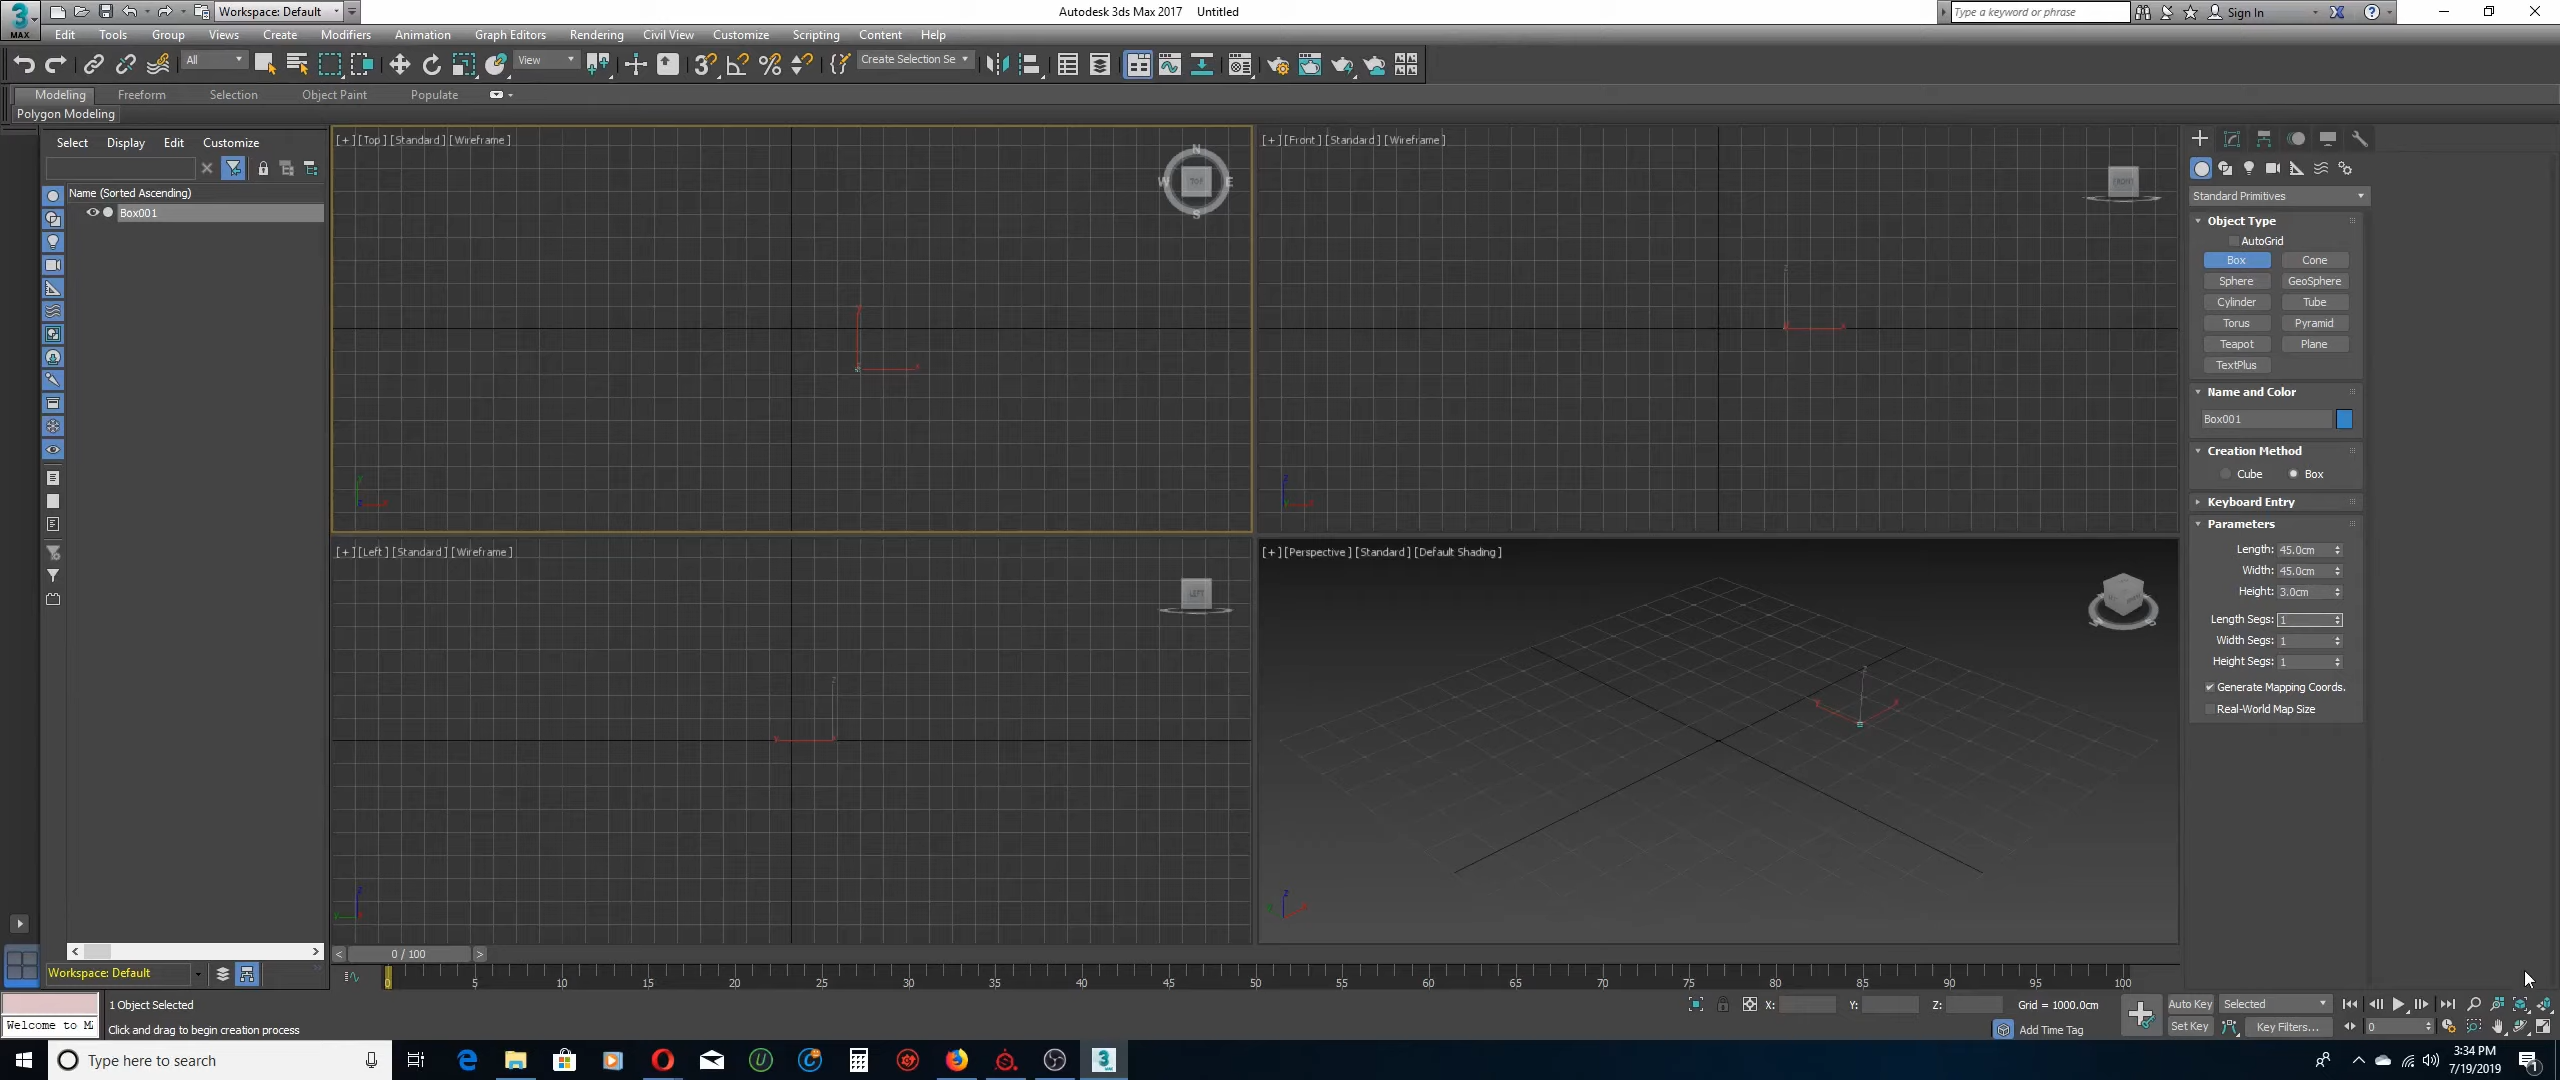 Workspace: Default
Autodesk 3ds Max 2017 Untitled
Type a keyword or phrase
Sign In
MAX
Edit Tools Group Views Create Modifiers Animation Graph Editors Rendering Civil View Customize Scripting Content Help
All
View
Create Selection Se
Modeling Freeform Selection Object Paint Populate
Polygon Modeling
Select Display Edit Customize
Name (Sorted Ascending)
Box001
[+] [Top] [Standard] [Wireframe]
N
W TOP E
S
[+] [Front] [Standard] [Wireframe]
FRONT
[+] [Left] [Standard] [Wireframe]
LEFT
[+] [Perspective] [Standard] [Default Shading]
Standard Primitives
Object Type
AutoGrid
Box Cone
Sphere GeoSphere
Cylinder Tube
Torus Pyramid
Teapot Plane
TextPlus
Name and Color
Box001
Creation Method
Cube Box
Keyboard Entry
Parameters
Length: 45.0cm
Width: 45.0cm
Height: 3.0cm
Length Segs: 1
Width Segs: 1
Height Segs: 1
Generate Mapping Coords.
Real-World Map Size
0 / 100
Workspace: Default
0 5 10 15 20 25 30 35 40 45 50 55 60 65 70 75 80 85 90 95 100
1 Object Selected
Welcome to M
Click and drag to begin creation process
X: Y: Z: Grid = 1000.0cm
Add Time Tag
Auto Key Selected
Set Key Key Filters...
0
Type here to search
3:34 PM
7/19/2019